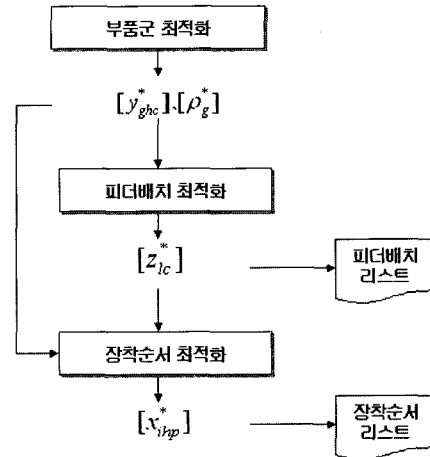 부품군 최적화
[y*ghc].[ρ*g]
피더배치 최적화
[z*lc]
피더배치
리스트
장착순서 최적화
[x*ihp]
장착순서
리스트